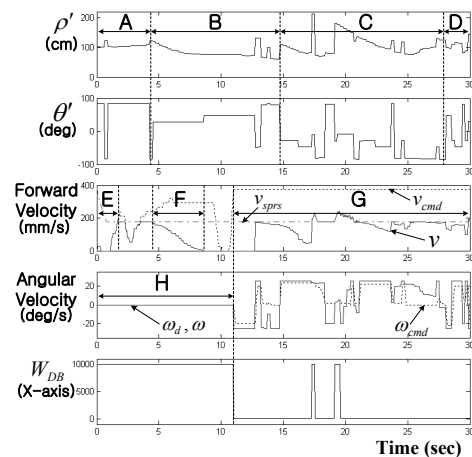 ρ′
(cm)
200
100
0
A
B
C
D
0 5 10 15 20 25 30
θ′
(deg)
100
0
-100
0 5 10 15 20 25 30
Forward
Velocity
(mm/s)
400
200
0
E
F
G
v_sprs
v_cmd
v
0 5 10 15 20 25 30
Angular
Velocity
(deg/s)
20
0
-20
H
ω_d , ω
ω_cmd
0 5 10 15 20 25 30
W_DB
(X-axis)
10000
5000
0
0 5 10 15 20 25 30
Time (sec)